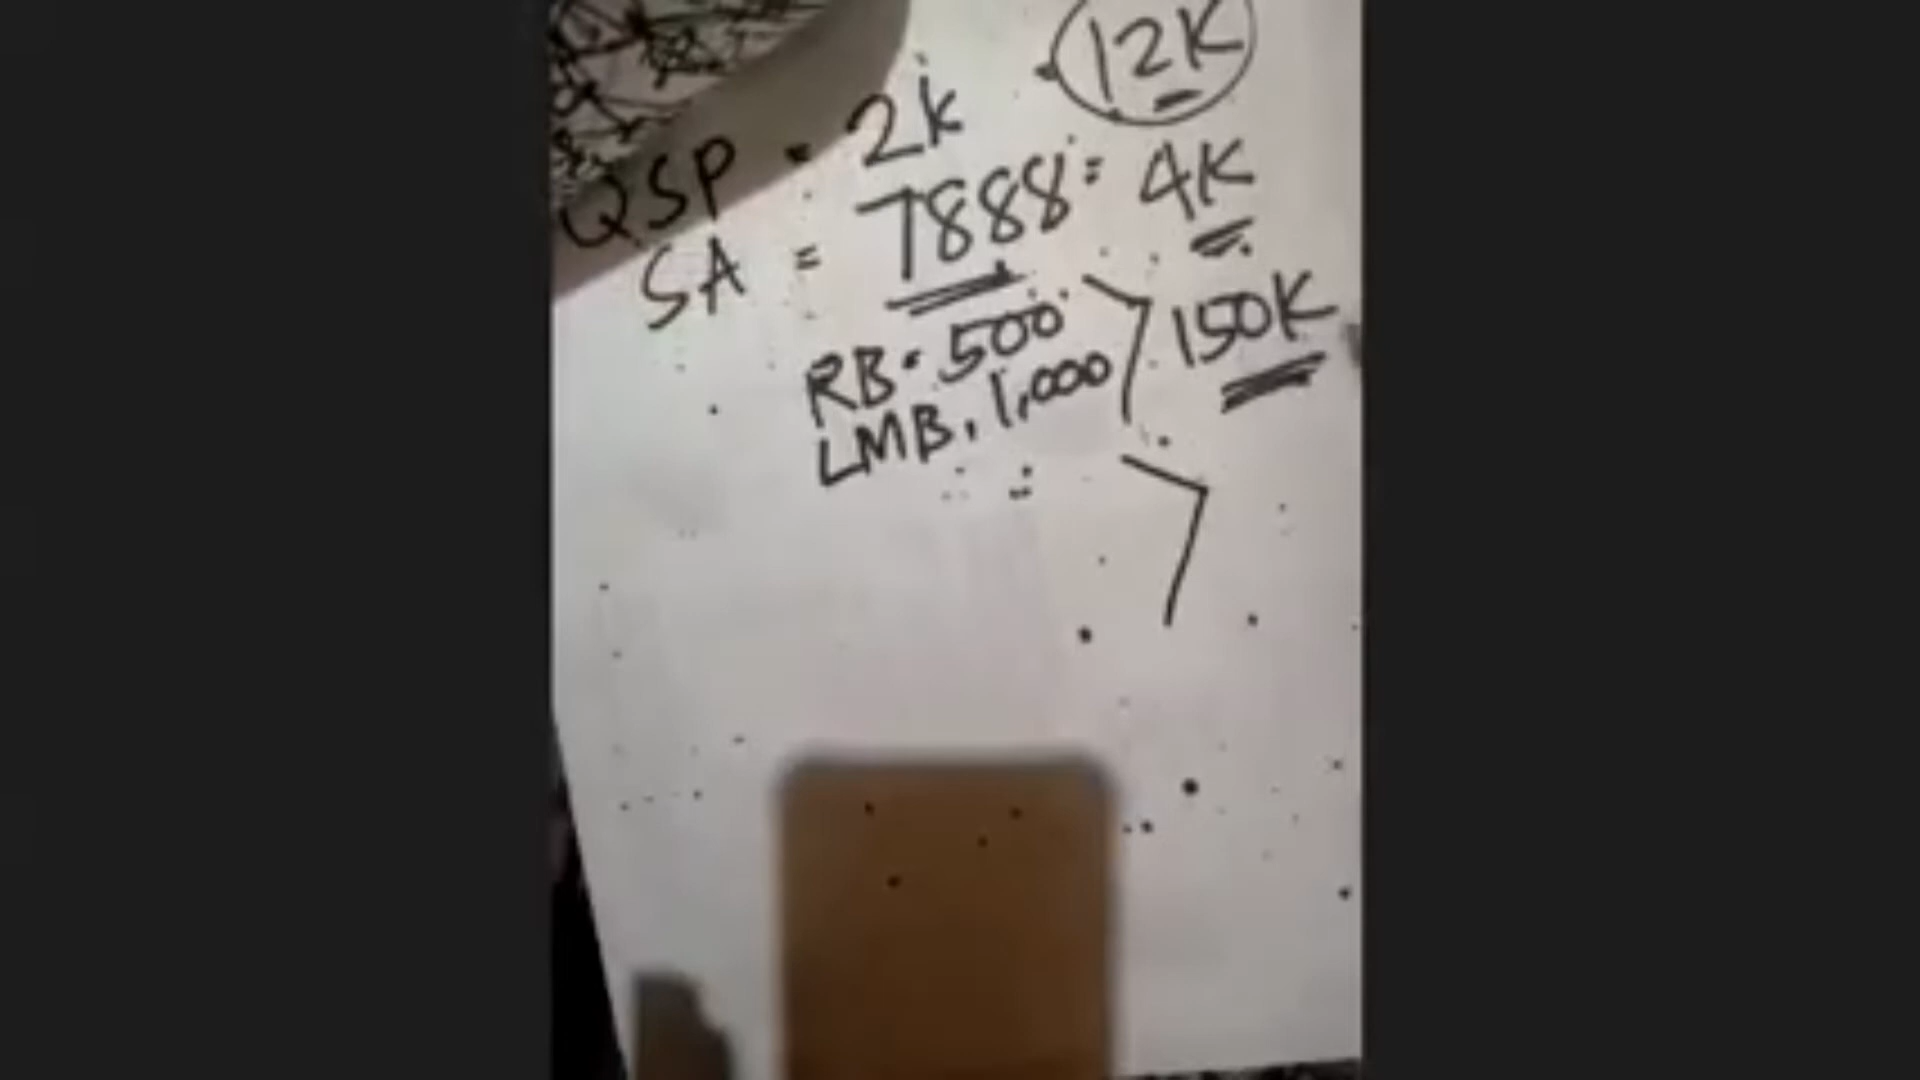 12K
QSP = 2k
SA = 7888 = 4K
RB - 500
LMB. 1,000
150K